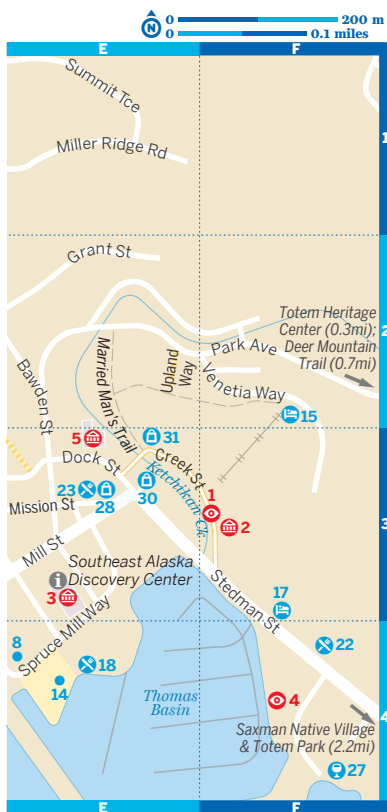 N
0 200 m
0 0.1 miles
E F
Summit Tce
1
Miller Ridge Rd
Grant St
Totem Heritage
Center (0.3mi);
Deer Mountain
Trail (0.7mi)
2
Park Ave
Upland
Way
Married Man's Trail
Venetia Way
Bawden St
15
5
31
Dock St
Creek St
Ketchikan Ck
30
23
28
1
2
3
Mission St
Mill St
Southeast Alaska
Discovery Center
i
3
Stedman St
17
Spruce Mill Way
8
18
22
14
Thomas
Basin
4
4
Saxman Native Village
& Totem Park (2.2mi)
27
E F